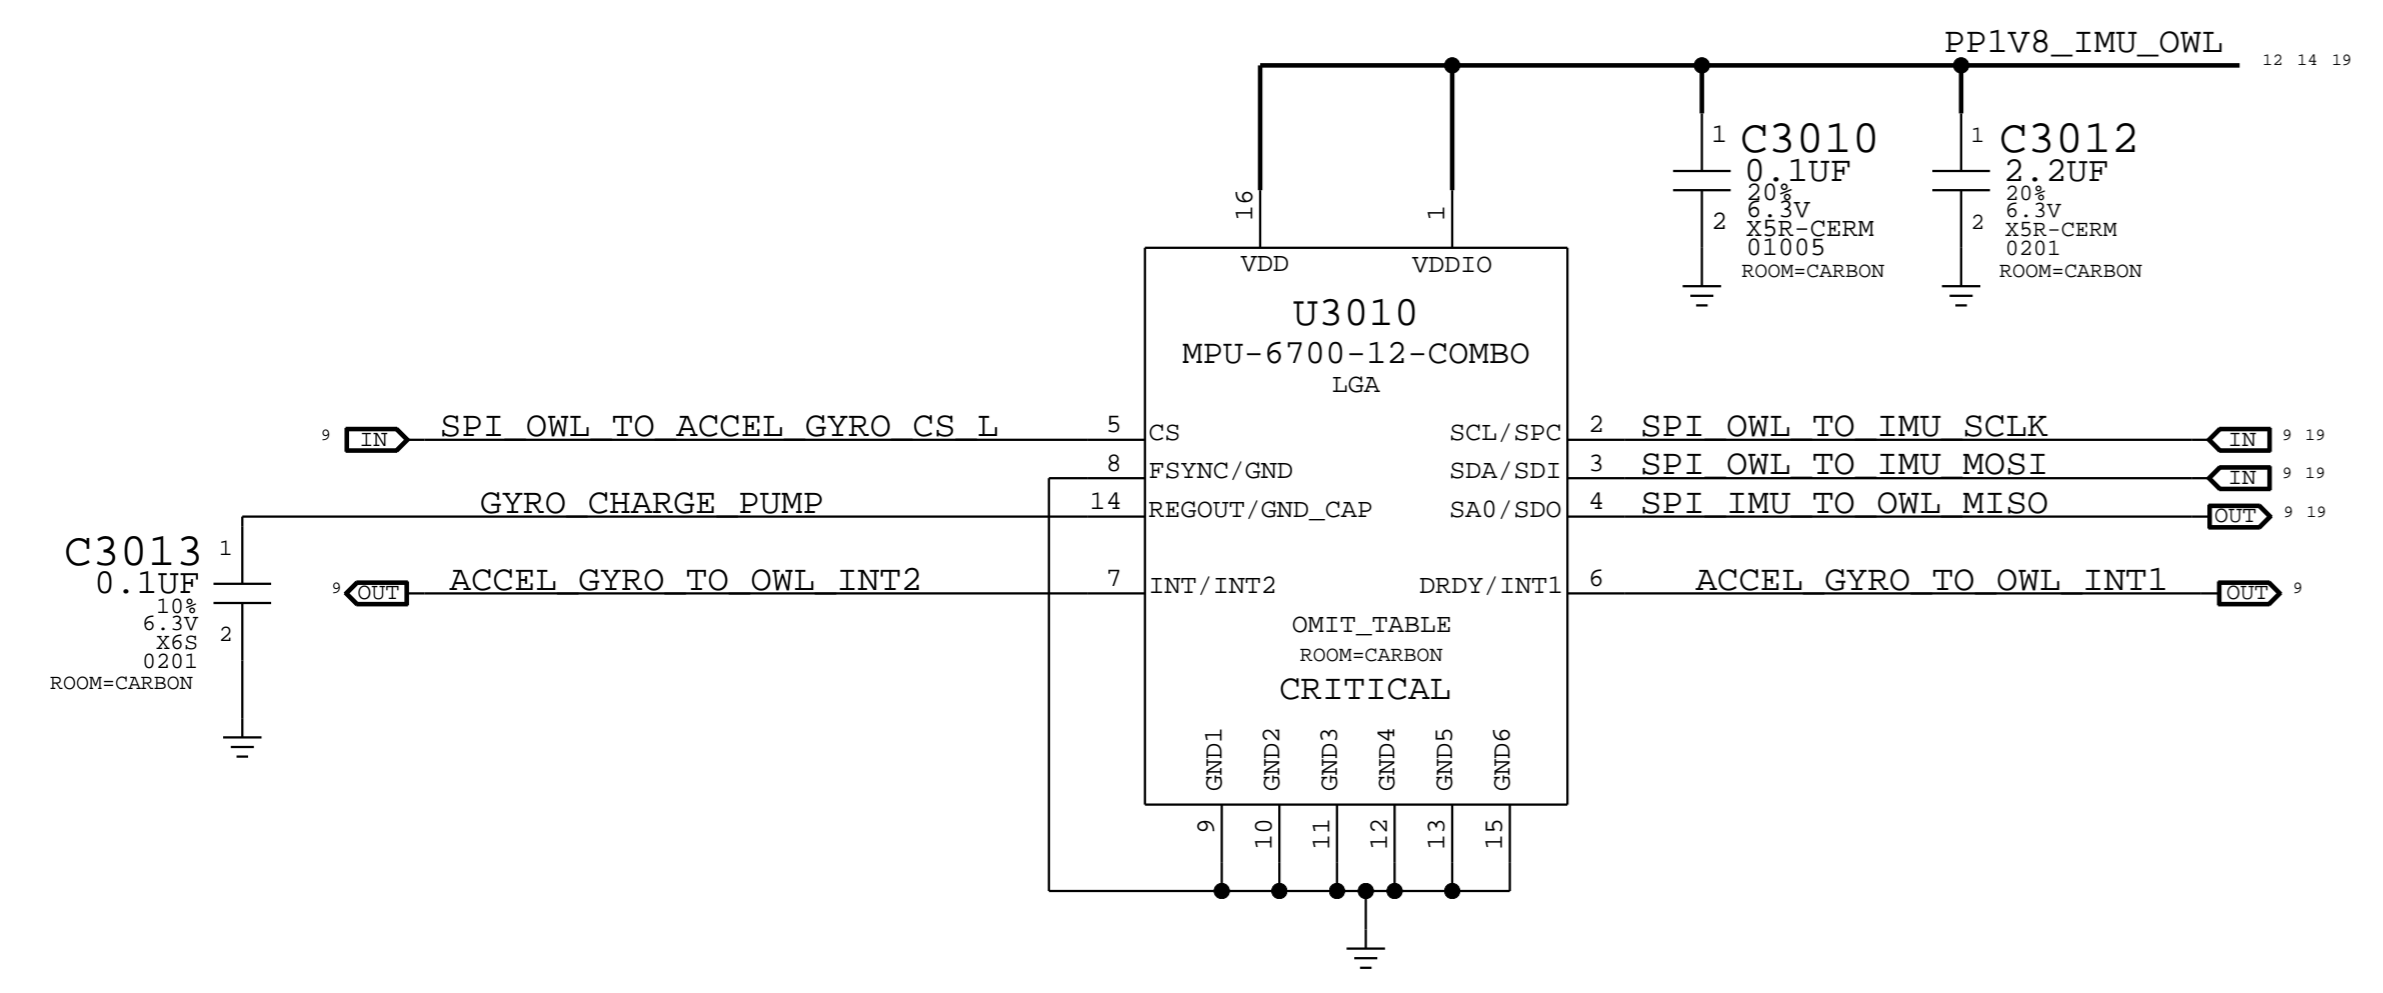 PP1V8_IMU_OWL
12 14 19
1
C3010
0.1UF
20%
6.3V
X5R-CERM
01005
ROOM=CARBON
2
1
C3012
2.2UF
20%
6.3V
X5R-CERM
0201
ROOM=CARBON
2
16
1
VDD
VDDIO
U3010
MPU-6700-12-COMBO
LGA
9
IN
SPI_OWL_TO_ACCEL_GYRO_CS_L
5
CS
8
FSYNC/GND
GYRO_CHARGE_PUMP
14
REGOUT/GND_CAP
C3013
0.1UF
10%
6.3V
X6S
0201
ROOM=CARBON
1
2
9
OUT
ACCEL_GYRO_TO_OWL_INT2
7
INT/INT2
SCL/SPC
2
SPI_OWL_TO_IMU_SCLK
IN
9 19
SDA/SDI
3
SPI_OWL_TO_IMU_MOSI
IN
9 19
SA0/SDO
4
SPI_IMU_TO_OWL_MISO
OUT
9 19
DRDY/INT1
6
ACCEL_GYRO_TO_OWL_INT1
OUT
9
OMIT_TABLE
ROOM=CARBON
CRITICAL
GND1
GND2
GND3
GND4
GND5
GND6
9
10
11
12
13
15